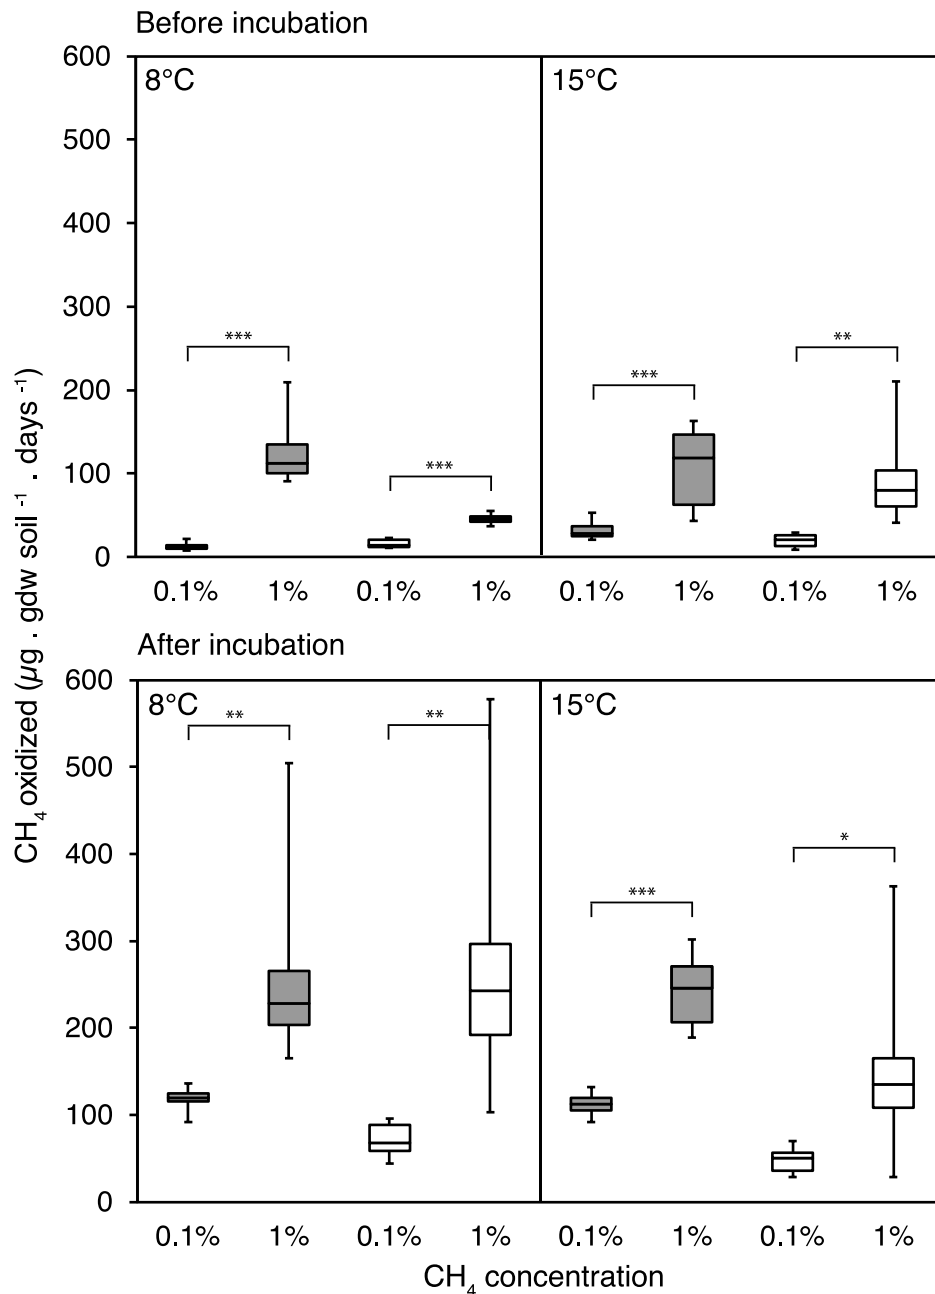 Before incubation
8°C
15°C
600
500
400
300
200
100
0
***
***
***
**
0.1% 1% 0.1% 1% 0.1% 1% 0.1% 1%
CH₄ oxidized (µg . gdw soil ⁻¹ . days ⁻¹)
After incubation
8°C
15°C
600
500
400
300
200
100
0
**
**
***
*
0.1% 1% 0.1% 1% 0.1% 1% 0.1% 1%
CH₄ concentration